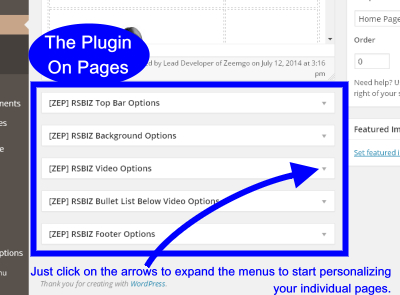 The Plugin
On Pages
Home Page
Order
0
d by Lead Developer of Zeemgo on July 12, 2014 at 3:16
pm
Need help? U
right of your s
[ZEP] RSBIZ Top Bar Options
[ZEP] RSBIZ Background Options
[ZEP] RSBIZ Video Options
[ZEP] RSBIZ Bullet List Below Video Options
[ZEP] RSBIZ Footer Options
Featured Im
Set featured i
nents
es
e
ptions
nu
Just click on the arrows to expand the menus to start personalizing
your individual pages.
Thank you for creating with WordPress.